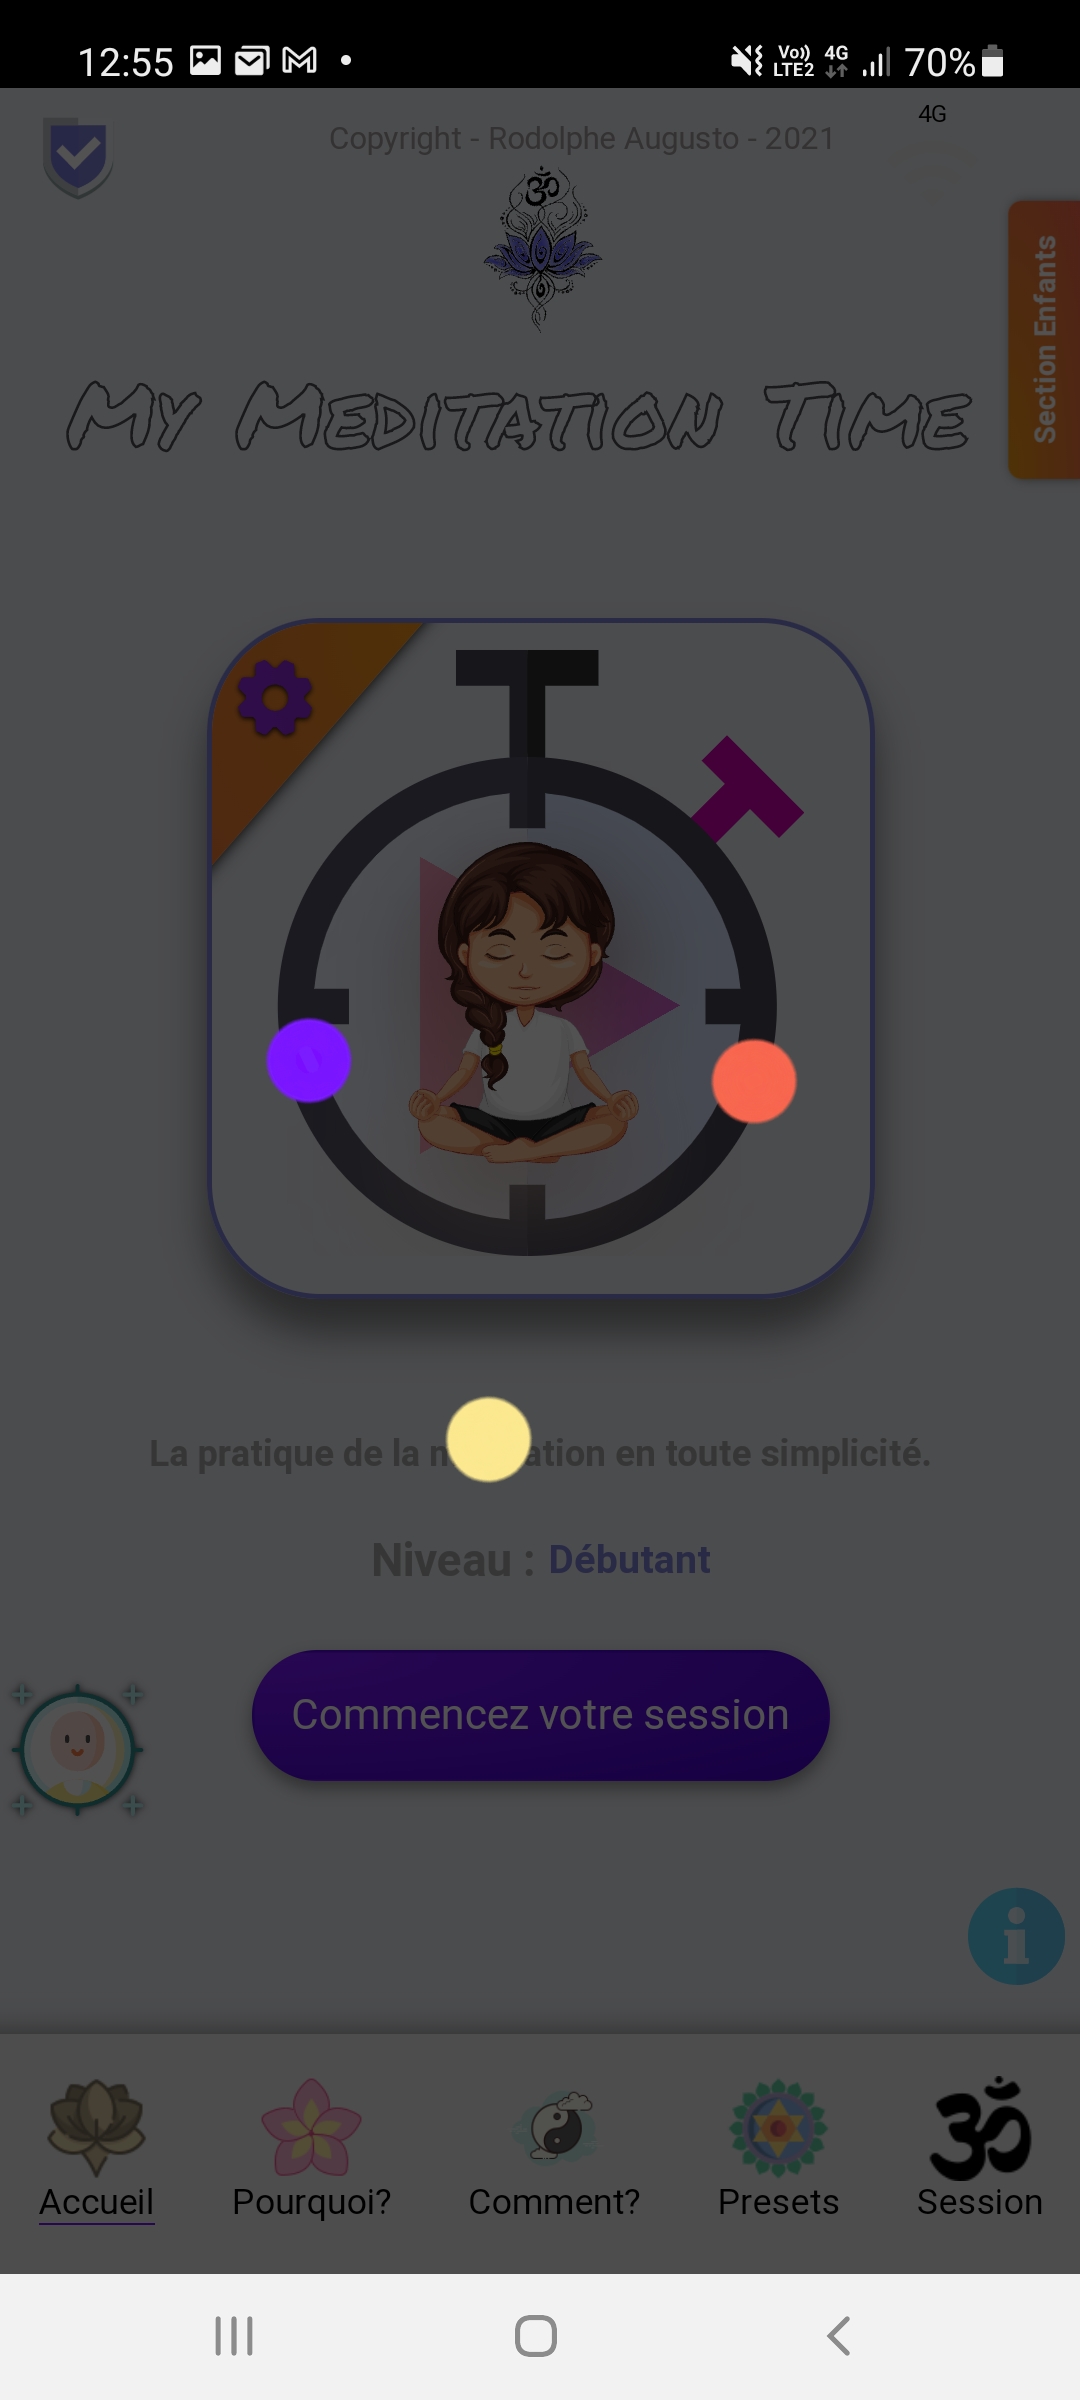 12:55
Vo)) LTE2 4G 70%
4G
Copyright - Rodolphe Augusto - 2021
ॐ
Section Enfants
My Meditation Time
La pratique de la ation en toute simplicité.
Niveau : Débutant
Commencez votre session
Accueil Pourquoi? Comment? Presets Session